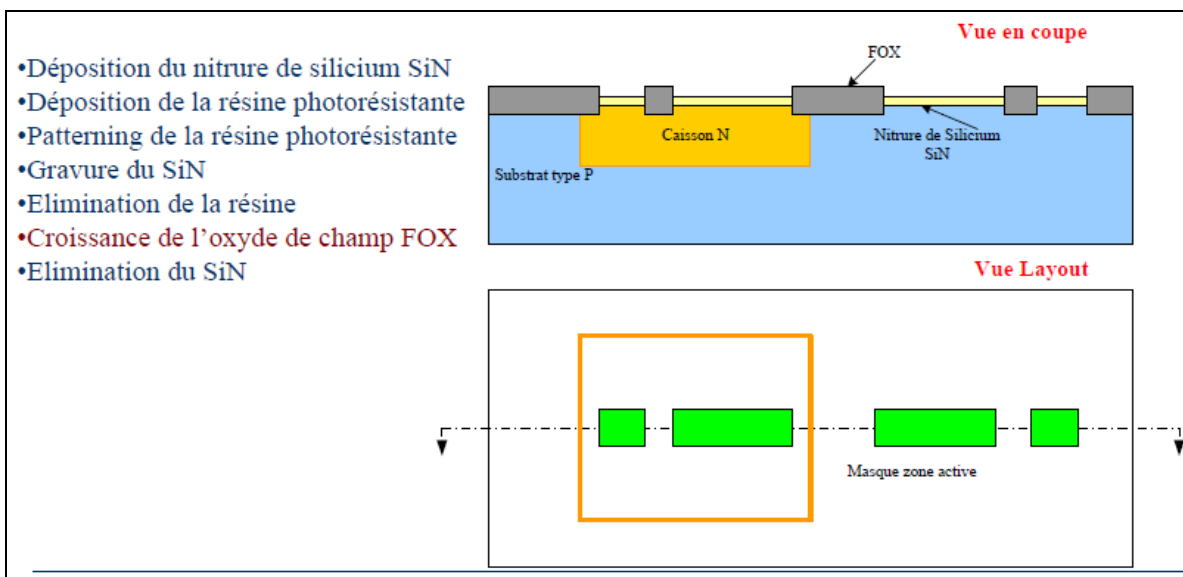 •Déposition du nitrure de silicium SiN
•Déposition de la résine photorésistante
•Patterning de la résine photorésistante
•Gravure du SiN
•Elimination de la résine
•Croissance de l'oxyde de champ FOX
•Elimination du SiN
Vue en coupe
FOX
Caisson N
Nitrure de Silicium
SiN
Substrat type P
Vue Layout
Masque zone active